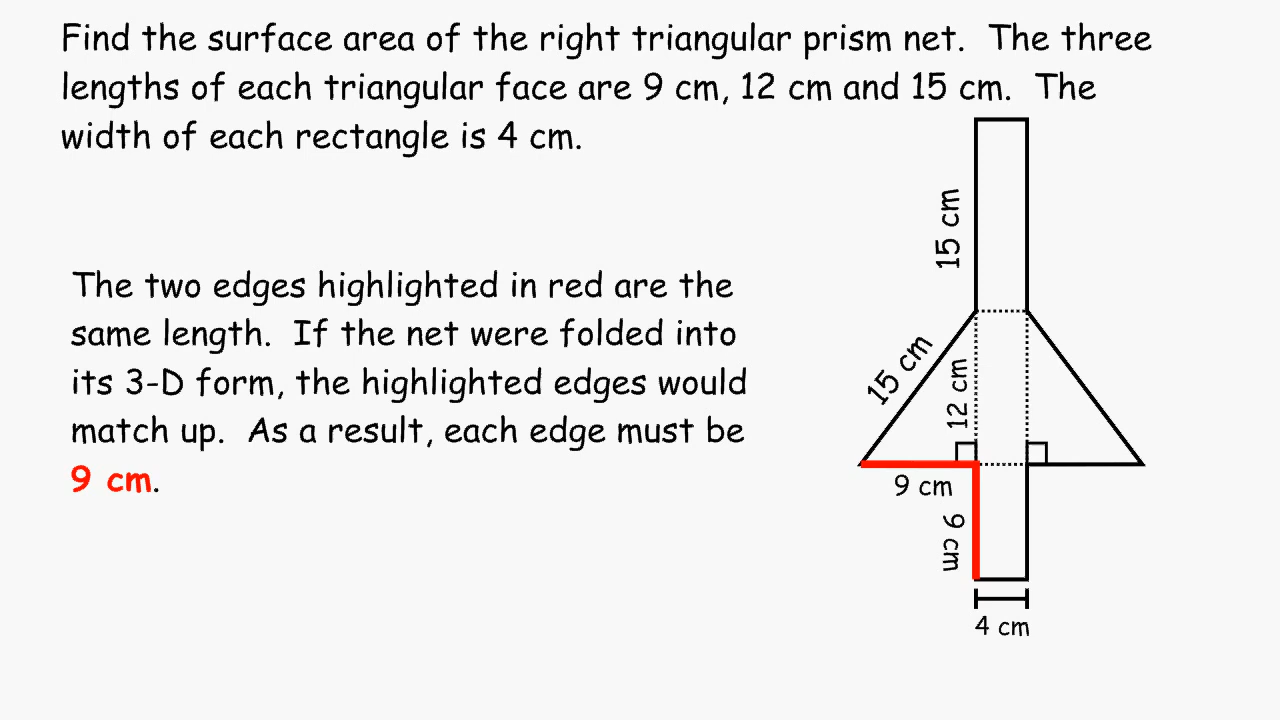 Find the surface area of the right triangular prism net. The three
lengths of each triangular face are 9 cm, 12 cm and 15 cm. The
width of each rectangle is 4 cm.
The two edges highlighted in red are the
same length. If the net were folded into
its 3-D form, the highlighted edges would
match up. As a result, each edge must be
9 cm.
15 cm
15 cm
12 cm
9 cm
9 cm
4 cm